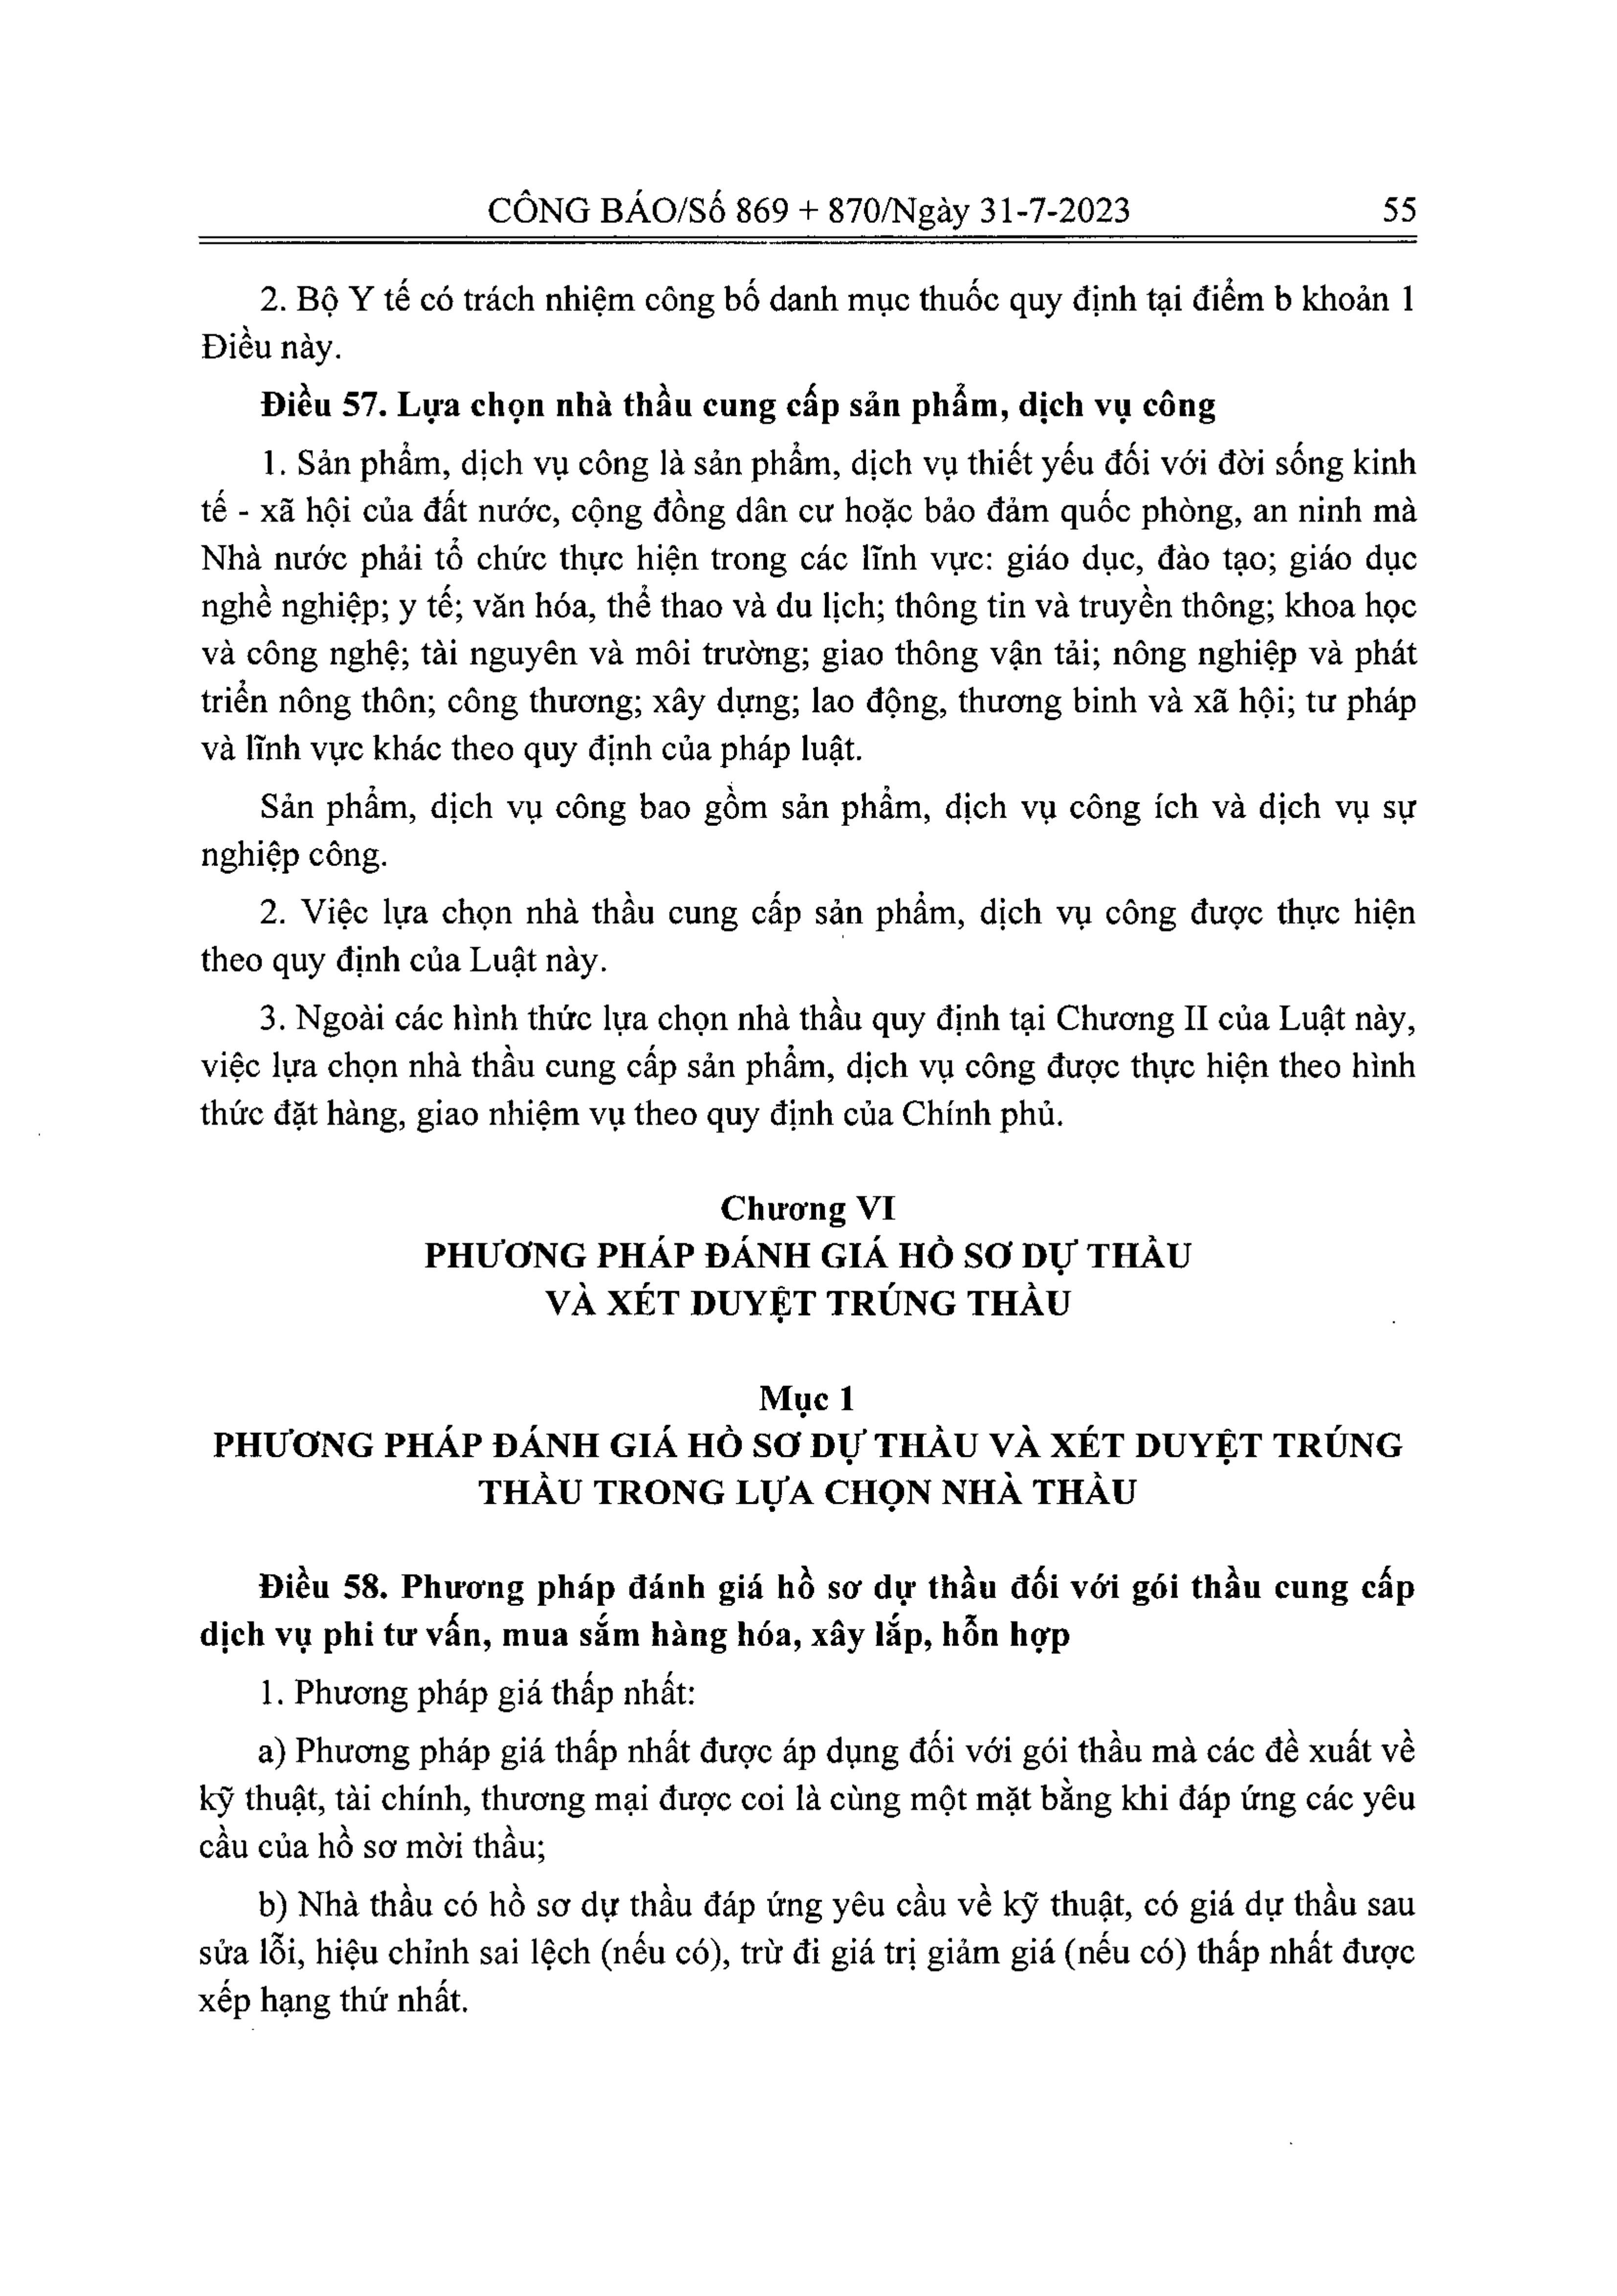 CÔNG BÁO/Số 869 + 870/Ngày 31-7-2023 55
2. Bộ Y tế có trách nhiệm công bố danh mục thuốc quy định tại điểm b khoản 1
Điều này.
Điều 57. Lựa chọn nhà thầu cung cấp sản phẩm, dịch vụ công
1. Sản phẩm, dịch vụ công là sản phẩm, dịch vụ thiết yếu đối với đời sống kinh
tế - xã hội của đất nước, cộng đồng dân cư hoặc bảo đảm quốc phòng, an ninh mà
Nhà nước phải tổ chức thực hiện trong các lĩnh vực: giáo dục, đào tạo; giáo dục
nghề nghiệp; y tế; văn hóa, thể thao và du lịch; thông tin và truyền thông; khoa học
và công nghệ; tài nguyên và môi trường; giao thông vận tải; nông nghiệp và phát
triển nông thôn; công thương; xây dựng; lao động, thương binh và xã hội; tư pháp
và lĩnh vực khác theo quy định của pháp luật.
Sản phẩm, dịch vụ công bao gồm sản phẩm, dịch vụ công ích và dịch vụ sự
nghiệp công.
2. Việc lựa chọn nhà thầu cung cấp sản phẩm, dịch vụ công được thực hiện
theo quy định của Luật này.
3. Ngoài các hình thức lựa chọn nhà thầu quy định tại Chương II của Luật này,
việc lựa chọn nhà thầu cung cấp sản phẩm, dịch vụ công được thực hiện theo hình
thức đặt hàng, giao nhiệm vụ theo quy định của Chính phủ.
Chương VI
PHƯƠNG PHÁP ĐÁNH GIÁ HỒ SƠ DỰ THẦU
VÀ XÉT DUYỆT TRÚNG THẦU
Mục 1
PHƯƠNG PHÁP ĐÁNH GIÁ HỒ SƠ DỰ THẦU VÀ XÉT DUYỆT TRÚNG
THẦU TRONG LỰA CHỌN NHÀ THẦU
Điều 58. Phương pháp đánh giá hồ sơ dự thầu đối với gói thầu cung cấp
dịch vụ phi tư vấn, mua sắm hàng hóa, xây lắp, hỗn hợp
1. Phương pháp giá thấp nhất:
a) Phương pháp giá thấp nhất được áp dụng đối với gói thầu mà các đề xuất về
kỹ thuật, tài chính, thương mại được coi là cùng một mặt bằng khi đáp ứng các yêu
cầu của hồ sơ mời thầu;
b) Nhà thầu có hồ sơ dự thầu đáp ứng yêu cầu về kỹ thuật, có giá dự thầu sau
sửa lỗi, hiệu chỉnh sai lệch (nếu có), trừ đi giá trị giảm giá (nếu có) thấp nhất được
xếp hạng thứ nhất.